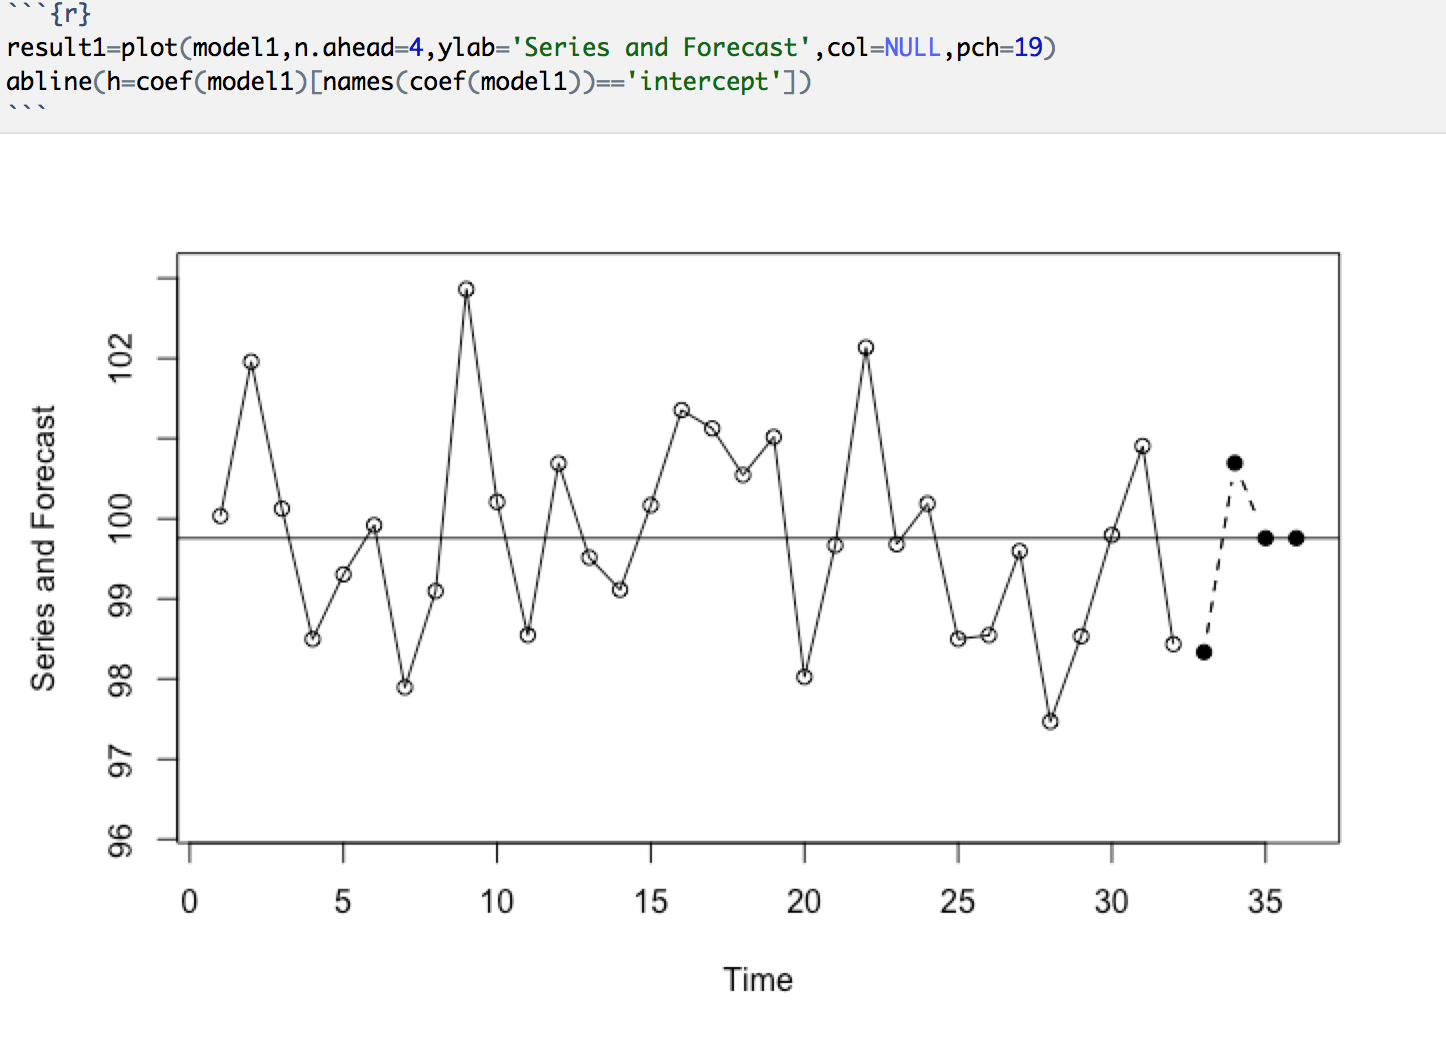 ```{r}
result1=plot(model1,n.ahead=4,ylab='Series and Forecast',col=NULL,pch=19)
abline(h=coef(model1)[names(coef(model1))=='intercept'])
```
Series and Forecast
102
100
99
98
97
96
0 5 10 15 20 25 30 35
Time